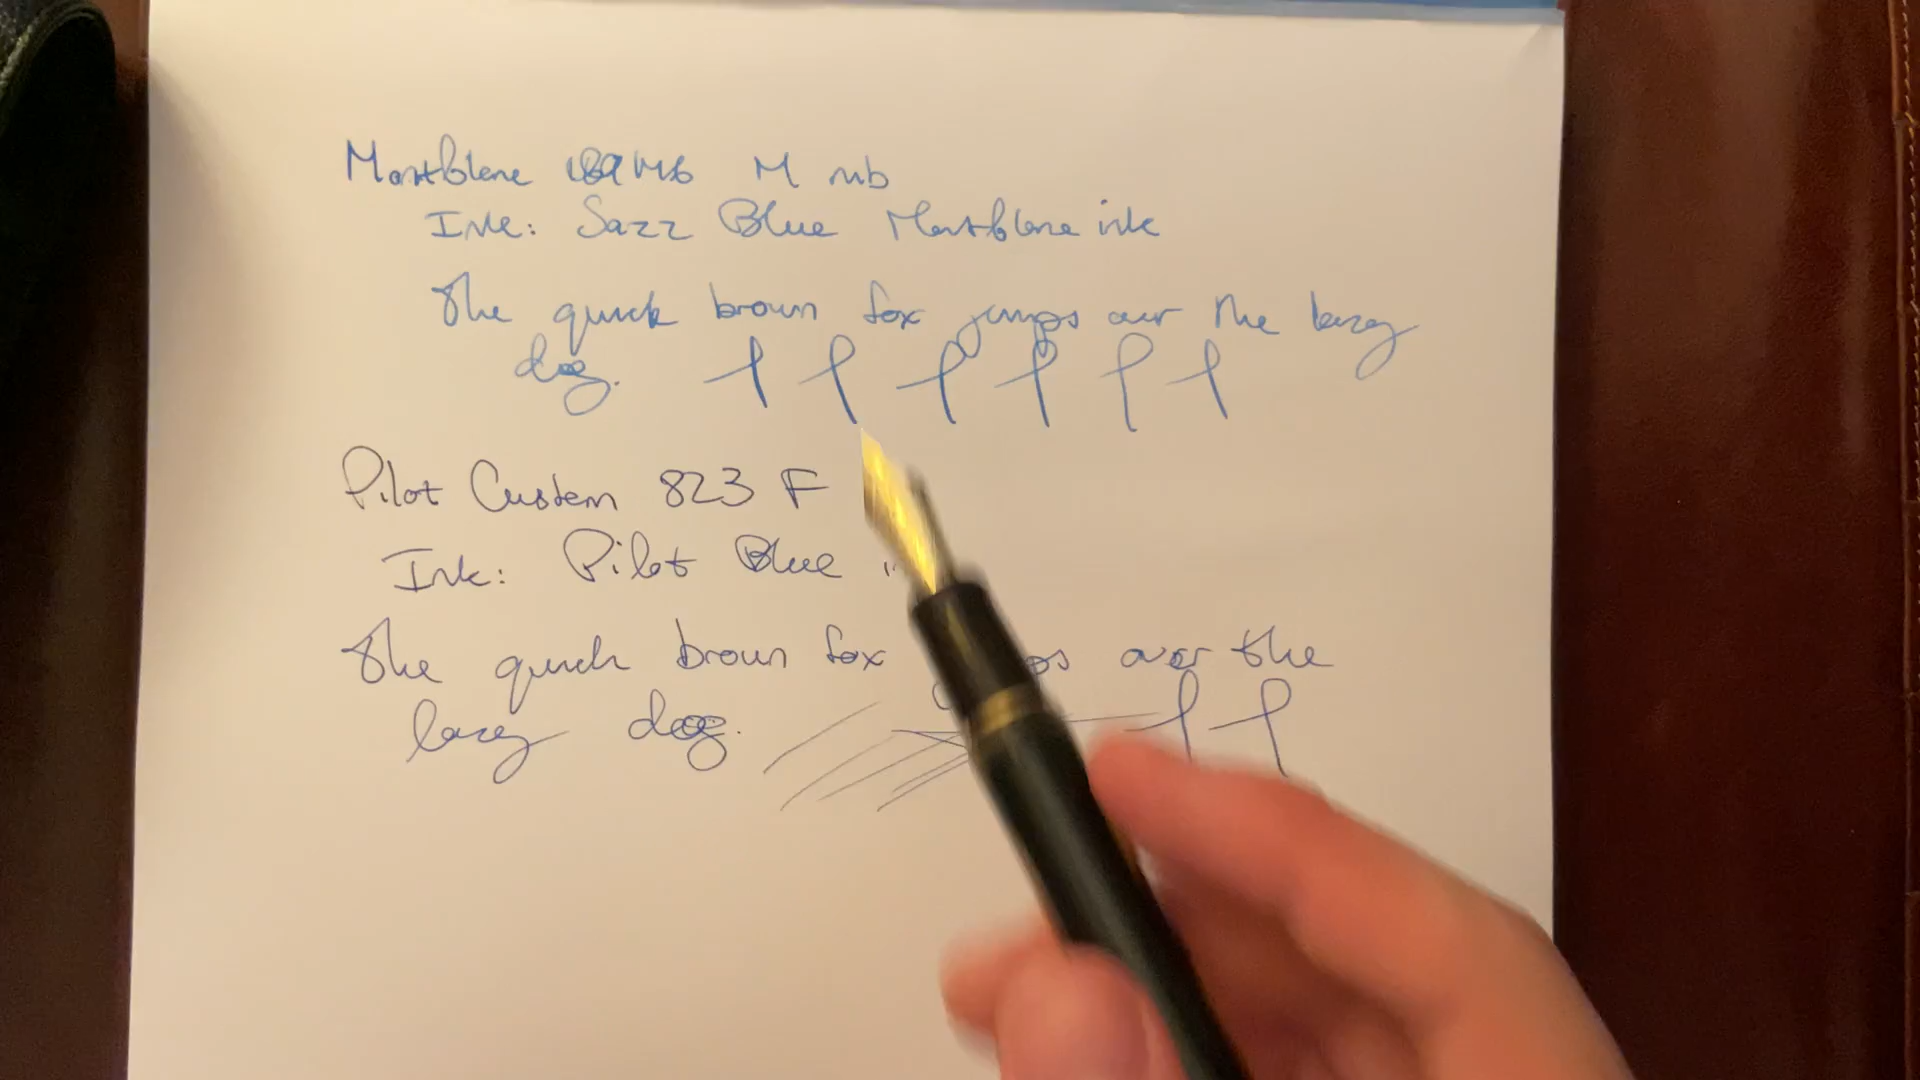 Montblanc M nib
Ink: Jazz Blue Montblanc ink
The quick brown fox jumps over the lazy
dog.
Pilot Custom 823 F
Ink: Pilot Blue
The quick brown fox over the
lazy dog.